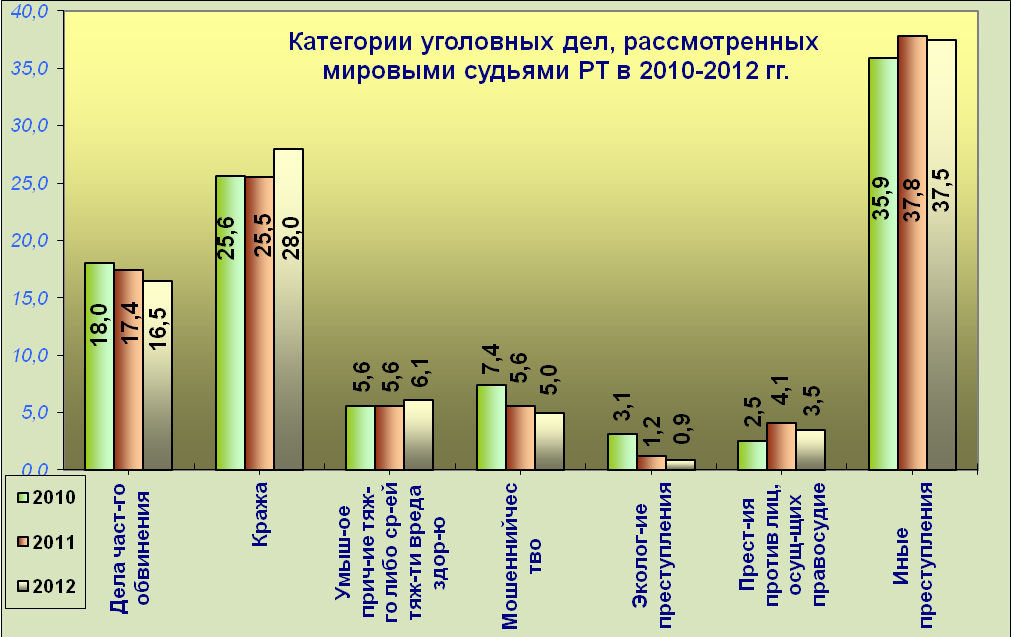 Категории уголовных дел, рассмотренных
мировыми судьями РТ в 2010-2012 гг.
40,0
35,0
30,0
25,0
20,0
15,0
10,0
5,0
0,0
18,0
17,4
16,5
25,6
25,5
28,0
5,6
5,6
6,1
7,4
5,6
5,0
3,1
1,2
0,9
2,5
4,1
3,5
35,9
37,8
37,5
Дела част-го
обвинения
Кража
Умыш-ое
прич-ие тяж-
го либо ср-ей
тяж-ти вреда
здор-ю
Мошеннийчес
тво
Эколог-ие
преступления
Прест-ия
против лиц,
осущ-щих
правосудие
Иные
преступления
2010
2011
2012